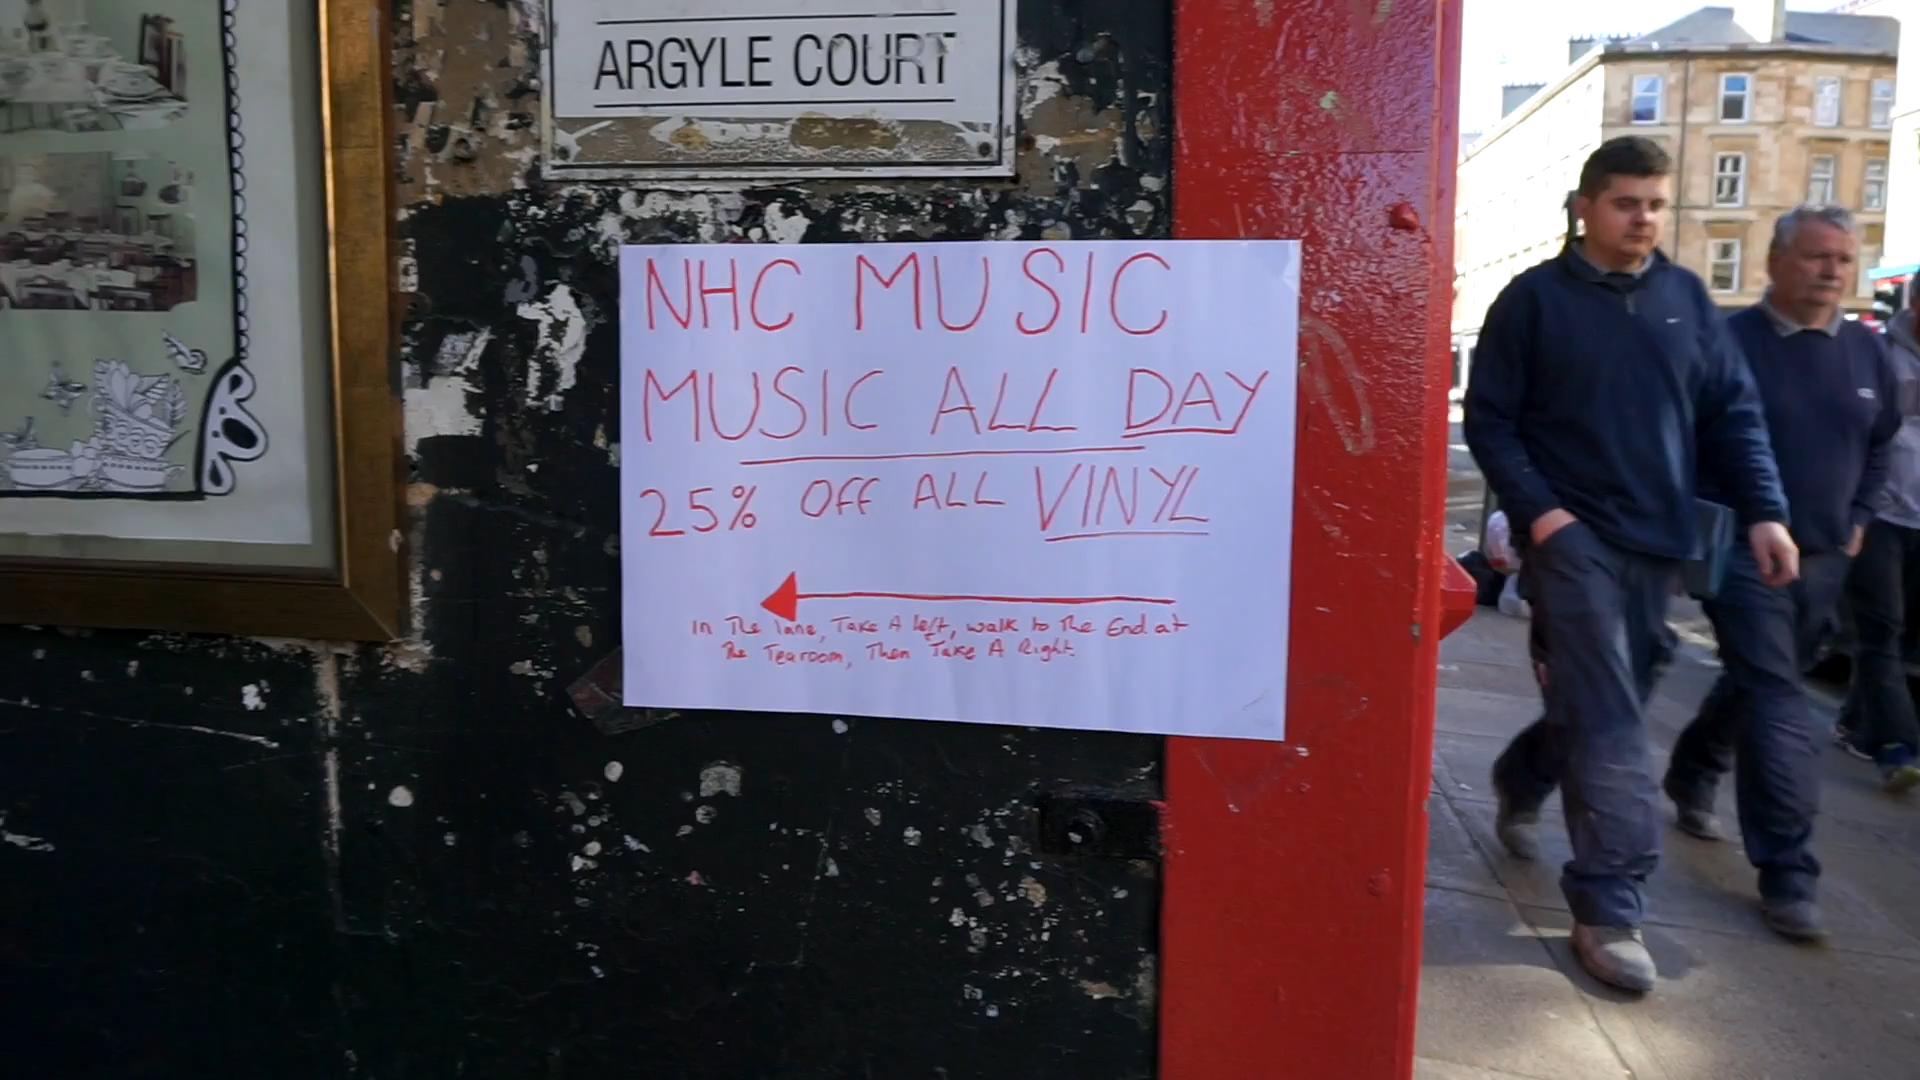 ARGYLE COURT
NHC MUSIC
MUSIC ALL DAY
25% OFF ALL VINYL
In The lane, Take A left, walk to The End at
The Tearoom, Then Take A Right.